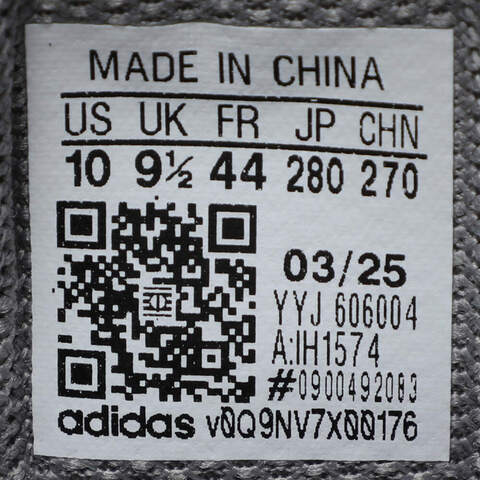 MADE IN CHINA
US UK FR JP CHN
10 9½ 44 280 270
03/25
YYJ 606004
A:IH1574
#0900492083
adidas v0Q9NV7X00176